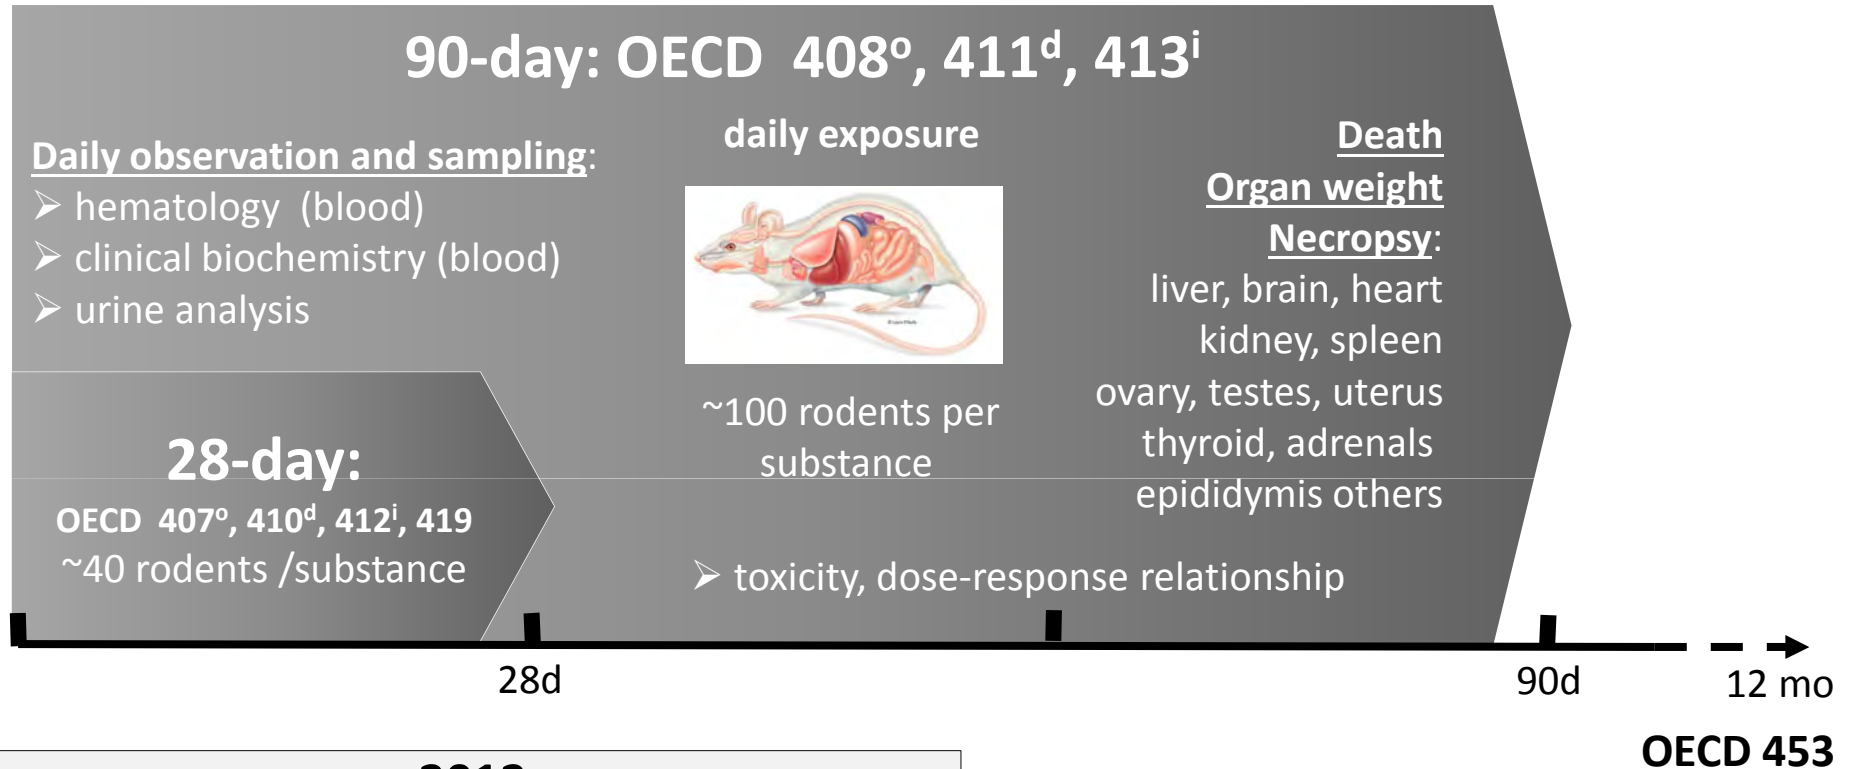 90-day: OECD 408ᵒ, 411ᵈ, 413ⁱ
Daily observation and sampling:
➢ hematology (blood)
➢ clinical biochemistry (blood)
➢ urine analysis
daily exposure
~100 rodents per
substance
Death
Organ weight
Necropsy:
liver, brain, heart
kidney, spleen
ovary, testes, uterus
thyroid, adrenals
epididymis others
28-day:
OECD 407ᵒ, 410ᵈ, 412ⁱ, 419
~40 rodents /substance
➢ toxicity, dose-response relationship
28d
90d
12 mo
OECD 453